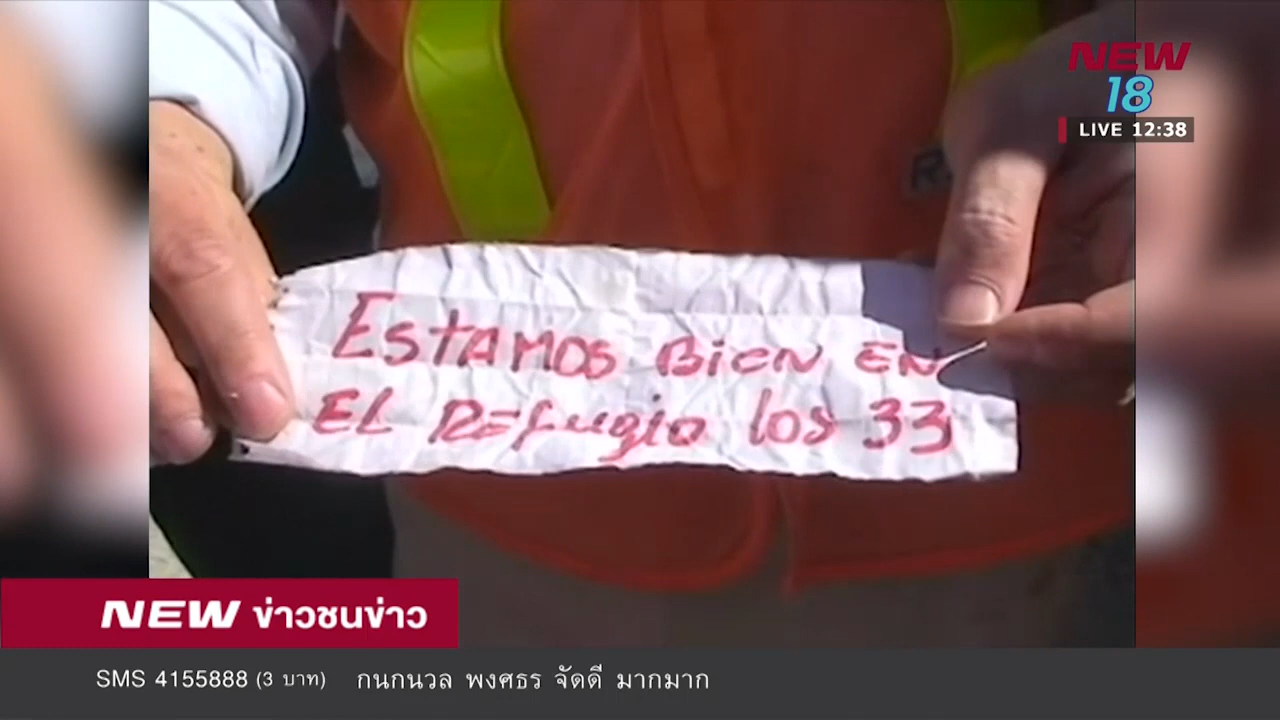 NEW
18
LIVE 12:38
EstAMOS BiEN EN
EL REfugio los 33
NEW ข่าวชนข่าว
SMS 4155888 (3 บาท) กนกนวล พงศธร จัดดี มากมาก